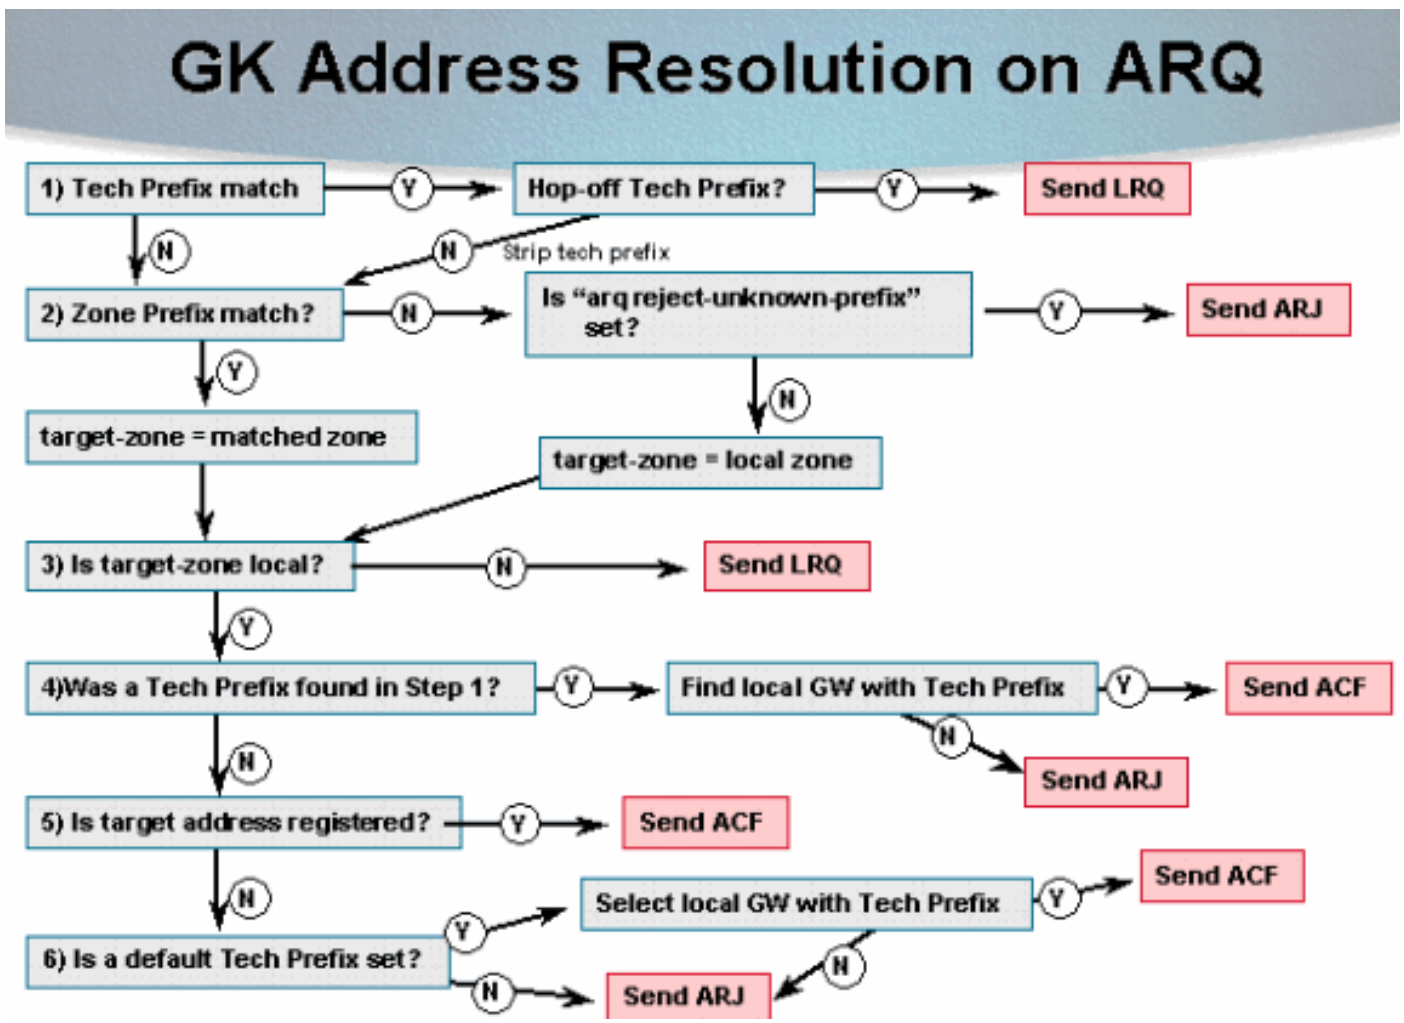 GK Address Resolution on ARQ
1) Tech Prefix match
Y
Hop-off Tech Prefix?
Y
Send LRQ
N
N
Strip tech prefix
2) Zone Prefix match?
N
Is “arq reject-unknown-prefix”
set?
Y
Send ARJ
Y
N
target-zone = matched zone
target-zone = local zone
3) Is target-zone local?
N
Send LRQ
Y
4)Was a Tech Prefix found in Step 1?
Y
Find local GW with Tech Prefix
Y
Send ACF
N
N
Send ARJ
5) Is target address registered?
Y
Send ACF
N
Y
Select local GW with Tech Prefix
Y
Send ACF
6) Is a default Tech Prefix set?
N
N
Send ARJ